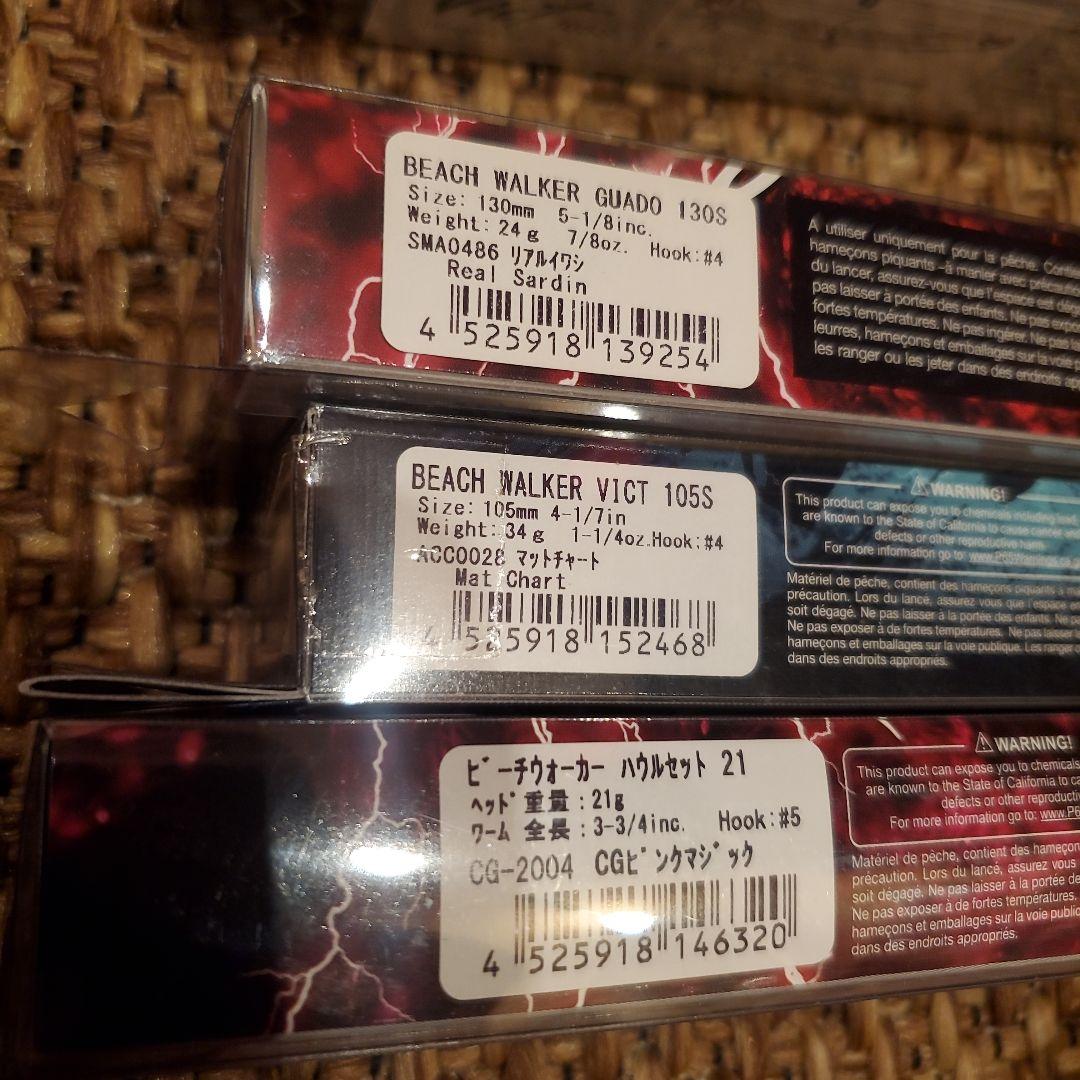 BEACH WALKER GUADO 130S
Size: 130mm 5-1/8inc.
Weight: 24g 7/8oz. Hook:#4
SMA0486 リアルイワシ
Real Sardin
4 525918 139254
A utiliser uniquement pour la pêche.
hameçons piquants-à manier avec
du lancer, assurez-vous que l'espace est
pas laisser à portée des enfants. Ne pas
fortes températures. Ne pas ingérer. Ne pas
leurres, hameçons et emballages sur la voie
les ranger ou les jeter dans des endroits
BEACH WALKER VICT 105S
Size: 105mm 4-1/7in
Weight: 34g 1-1/4oz. Hook:#4
ACC0028 マットチャート
Mat Chart
4 525918 152468
WARNING!
This product can expose you to chemicals
are known to the State of California to
defects or other reproductive harm.
For more information go to:
Matériel de pêche, contient des hameçons piquants à
précaution. Lors du lancé, assurez vous que l'espace
soit dégagé. Ne pas laisser à la portée des enfants. Ne pas
Ne pas exposer à de fortes températures. Ne pas
hameçons et emballages sur la voie publique. Les
dans des endroits appropriés.
ビーチウォーカー ハウルセット 21
ヘッド重量:21g
ワーム 全長:3-3/4inc. Hook:#5
CG-2004 CGピンクマジック
4 525918 146320
WARNING!
This product can expose you to chemicals
are known to the State of California to
defects or other
For more information go to:
Matériel de pêche, contient des
précaution. Lors du lancé, assurez vous
soit dégagé. Ne pas laisser à la portée de
Ne pas exposer à de fortes températures.
hameçons et emballages sur la voie
dans des endroits appropriés.